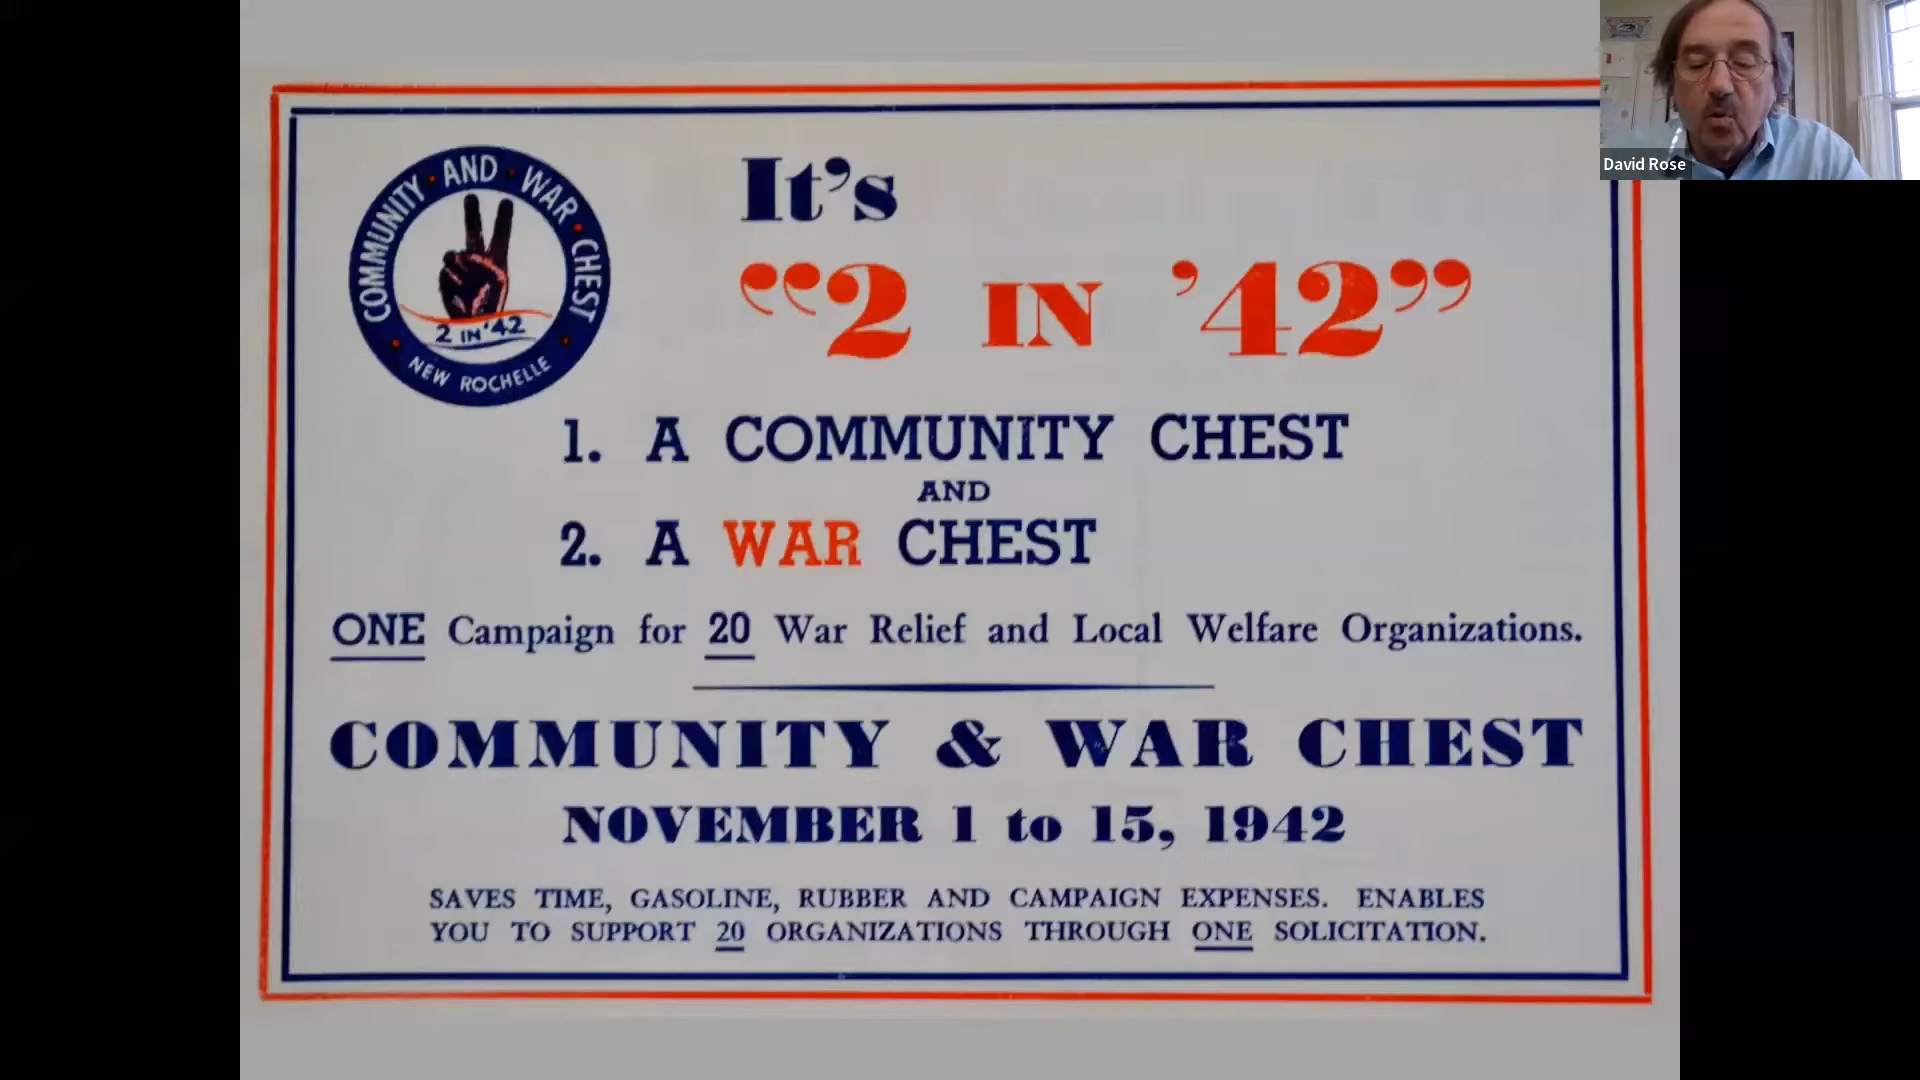 COMMUNITY · AND · WAR · CHEST
2 IN '42
· NEW ROCHELLE ·
It's
“2 IN ’42”
1. A COMMUNITY CHEST
AND
2. A WAR CHEST
ONE Campaign for 20 War Relief and Local Welfare Organizations.
COMMUNITY & WAR CHEST
NOVEMBER 1 to 15, 1942
SAVES TIME, GASOLINE, RUBBER AND CAMPAIGN EXPENSES. ENABLES
YOU TO SUPPORT 20 ORGANIZATIONS THROUGH ONE SOLICITATION.
David Rose